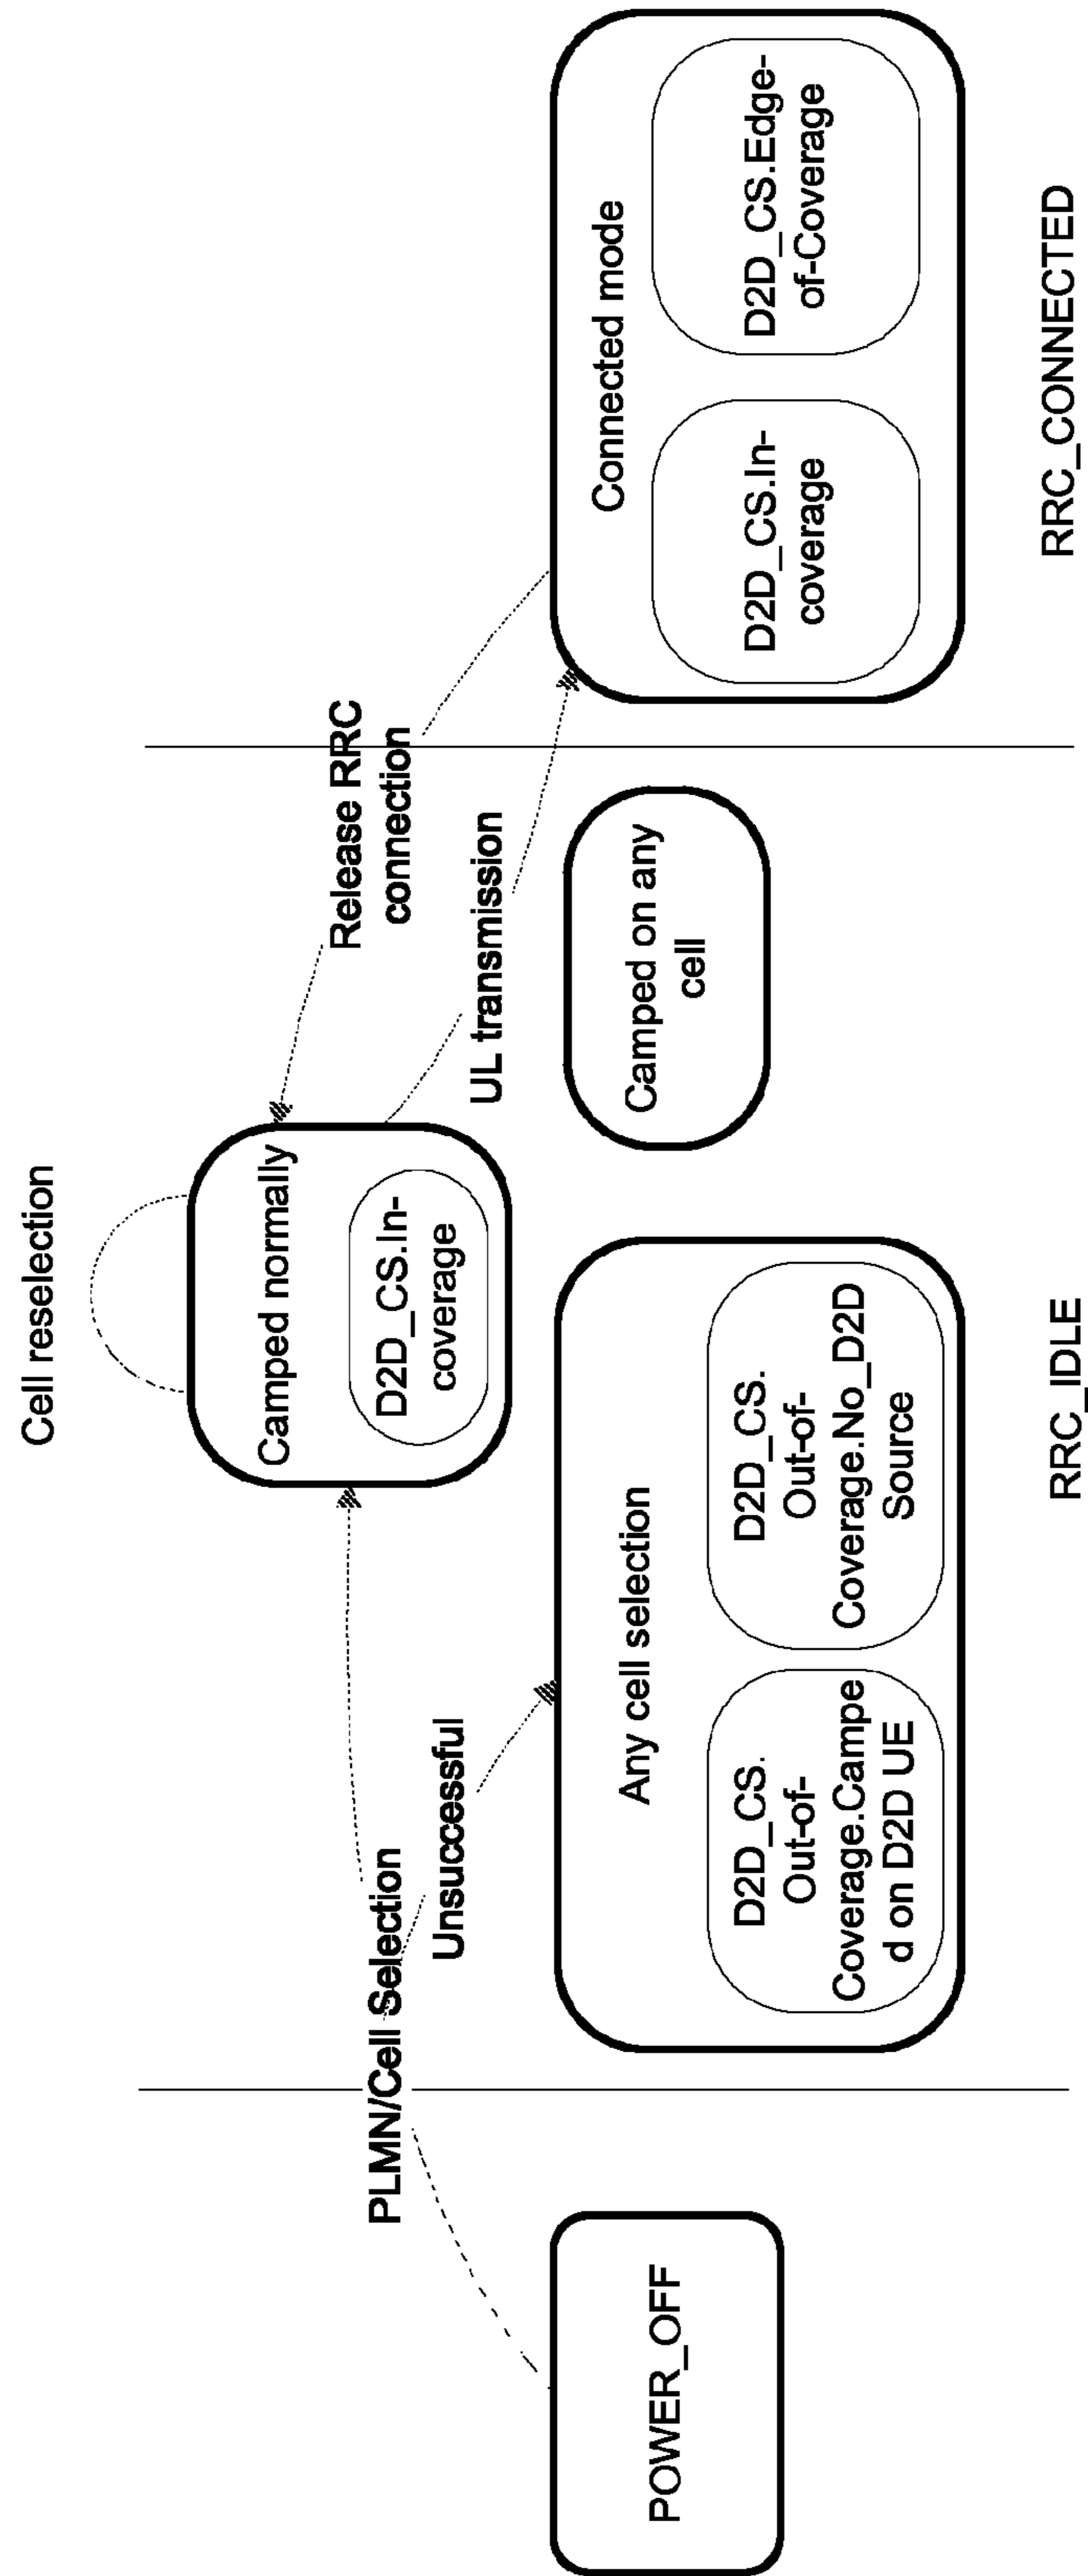 Cell reselection
Camped normally
D2D_CS.In-
coverage
Release RRC
connection
PLMN/Cell Selection
Unsuccessful
UL transmission
POWER_OFF
Any cell selection
D2D_CS.
Out-of-
Coverage.Campe
d on D2D UE
D2D_CS.
Out-of-
Coverage.No_D2D
Source
Camped on any
cell
Connected mode
D2D_CS.In-
coverage
D2D_CS.Edge-
of-Coverage
RRC_IDLE
RRC_CONNECTED